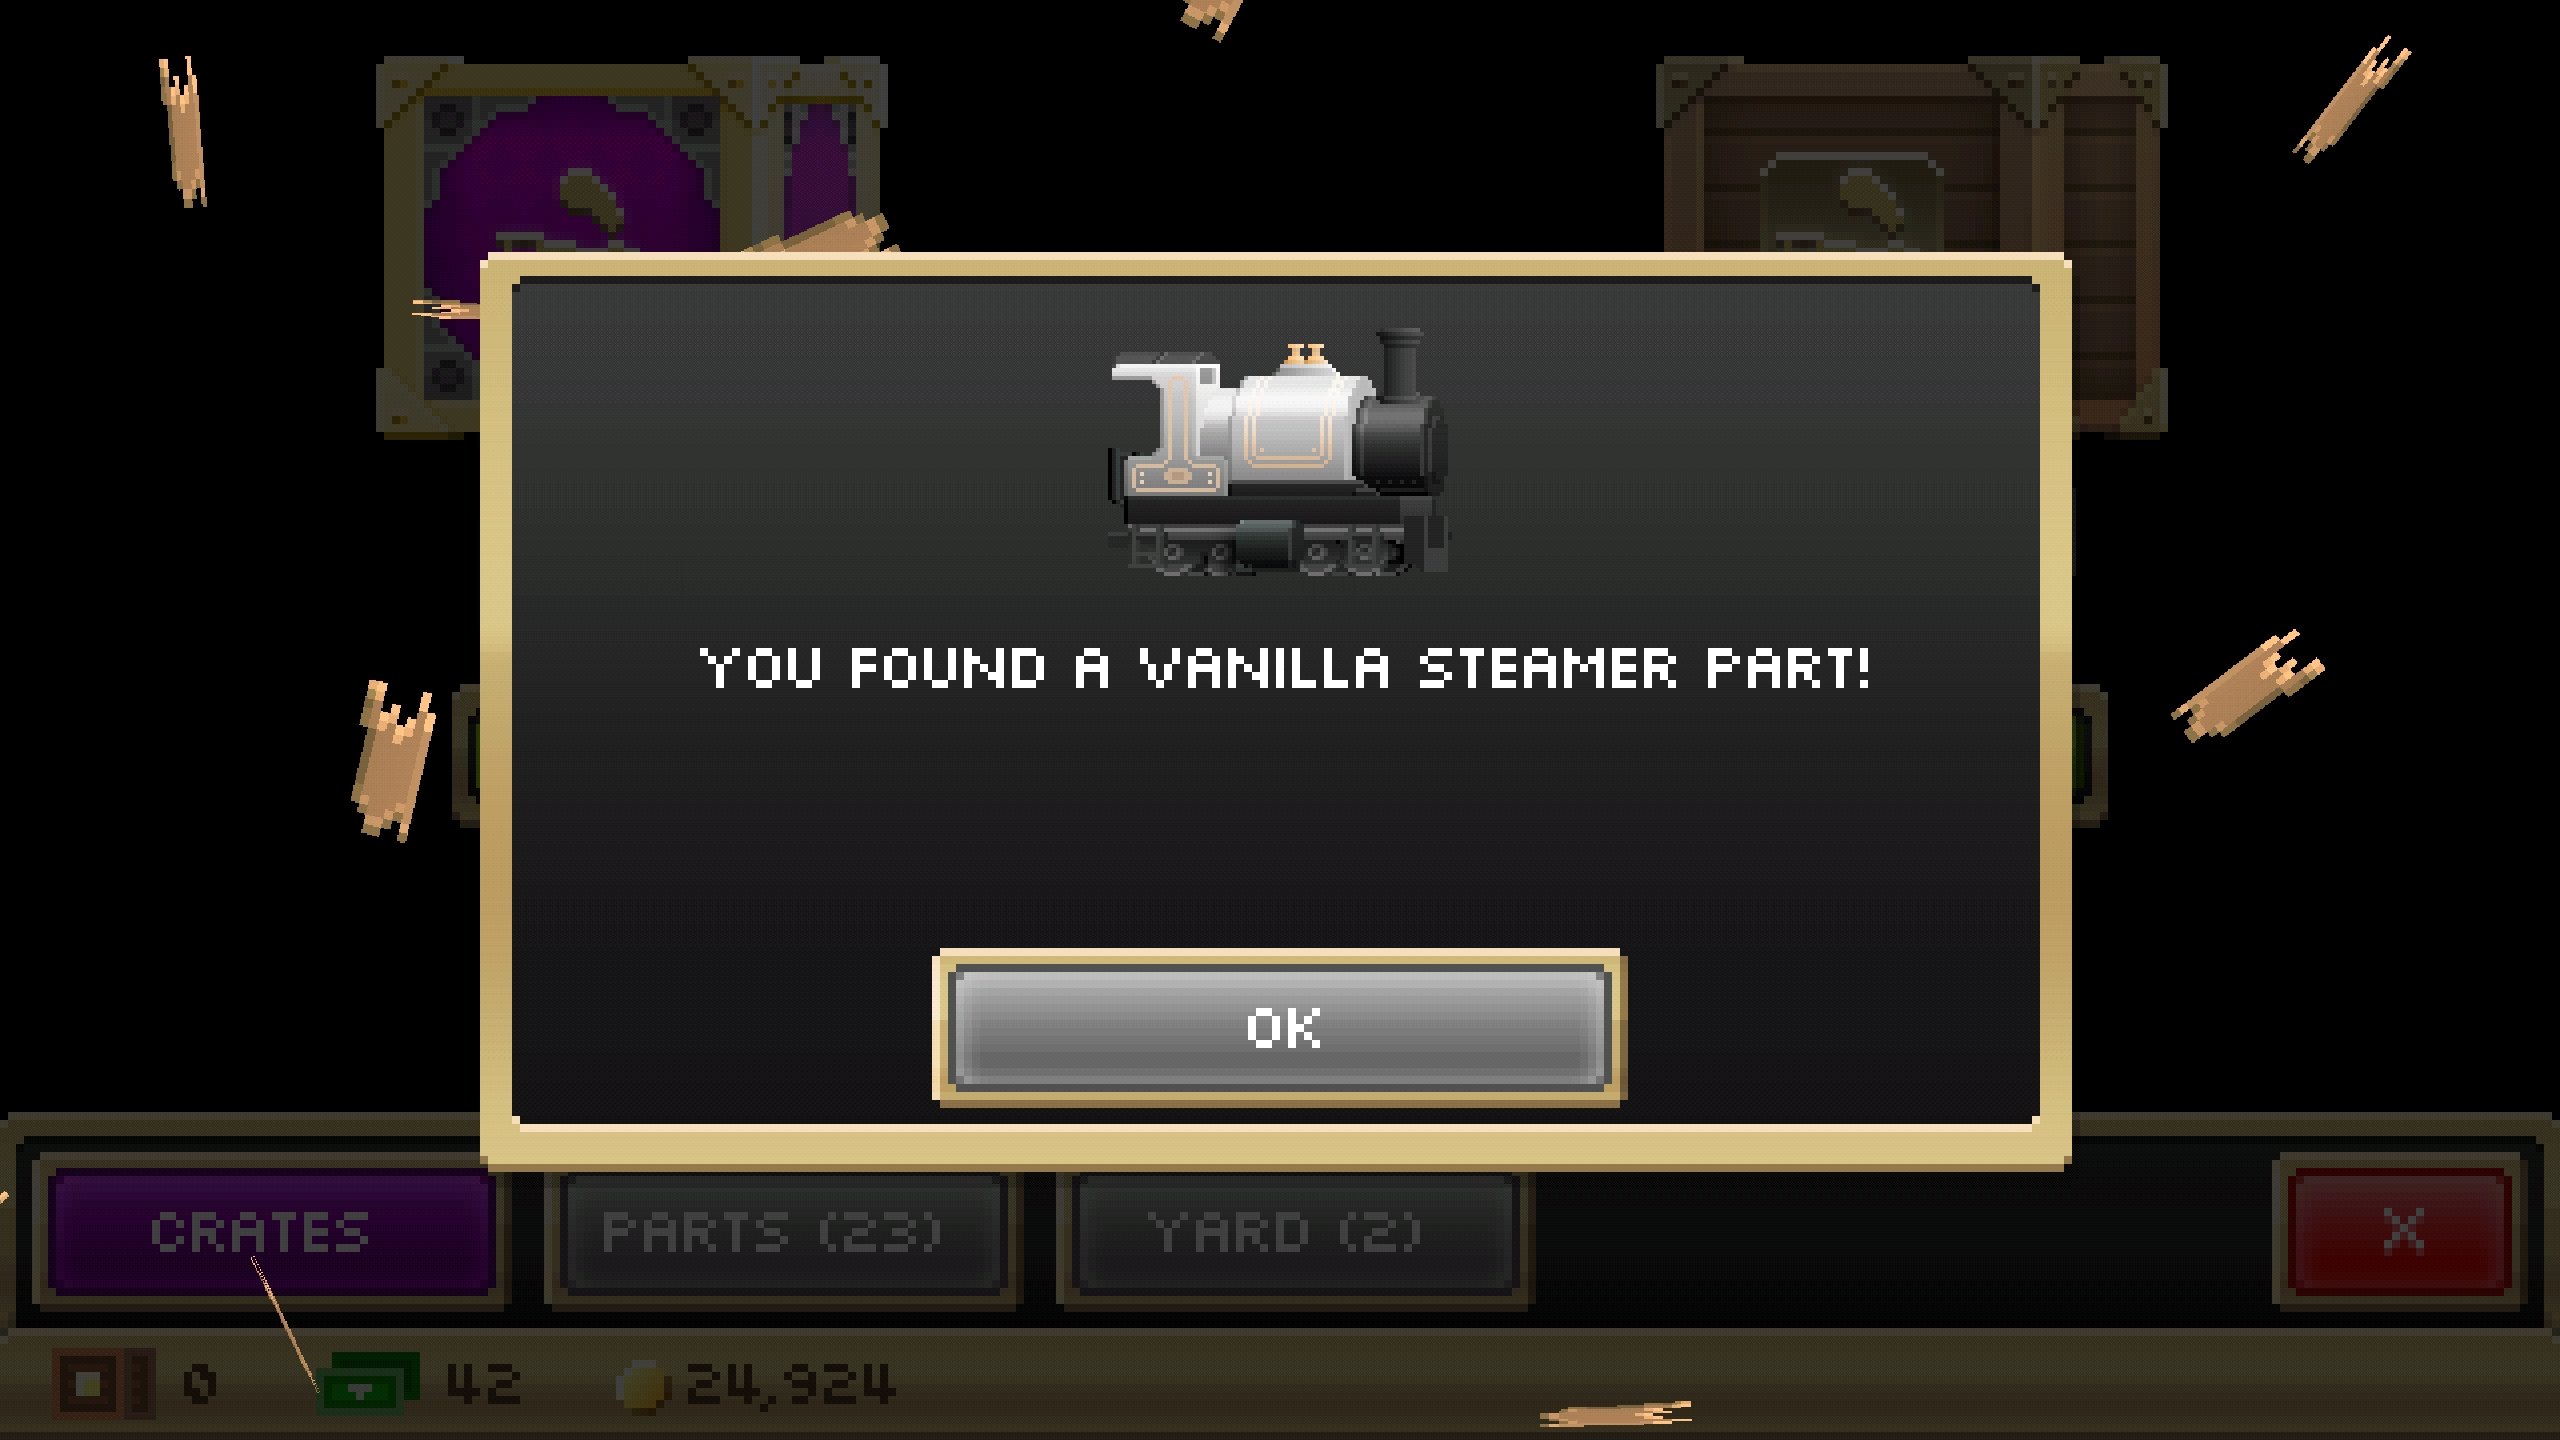 YOU FOUND A VANILLA STEAMER PART!
OK
CRATES
PARTS (23)
YARD (2)
X
0
42
24,924